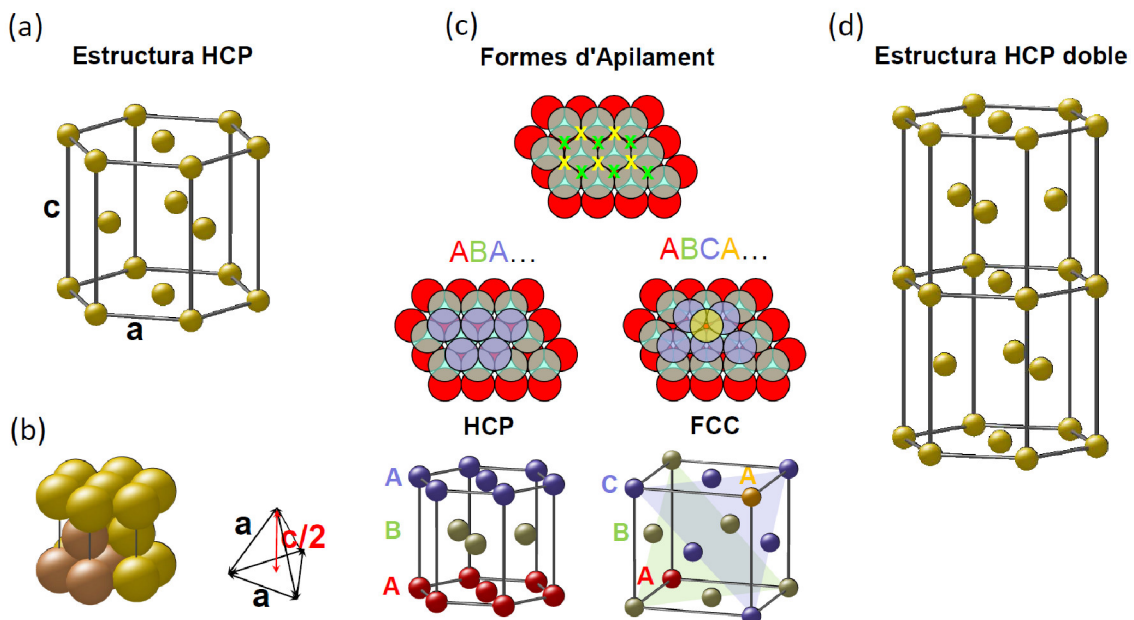 (a)
Estructura HCP
c
a
(b)
a
c/2
a
(c)
Formes d'Apilament
X X X
X X X
X X X
X X X
ABA...
ABCA...
HCP
FCC
A
B
A
C
A
B
A
(d)
Estructura HCP doble